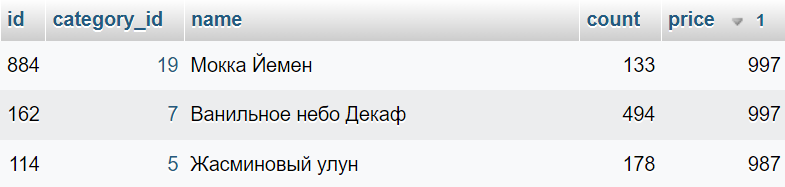 id category_id name count price 1
884 19 Мокка Йемен 133 997
162 7 Ванильное небо Декаф 494 997
114 5 Жасминовый улун 178 987